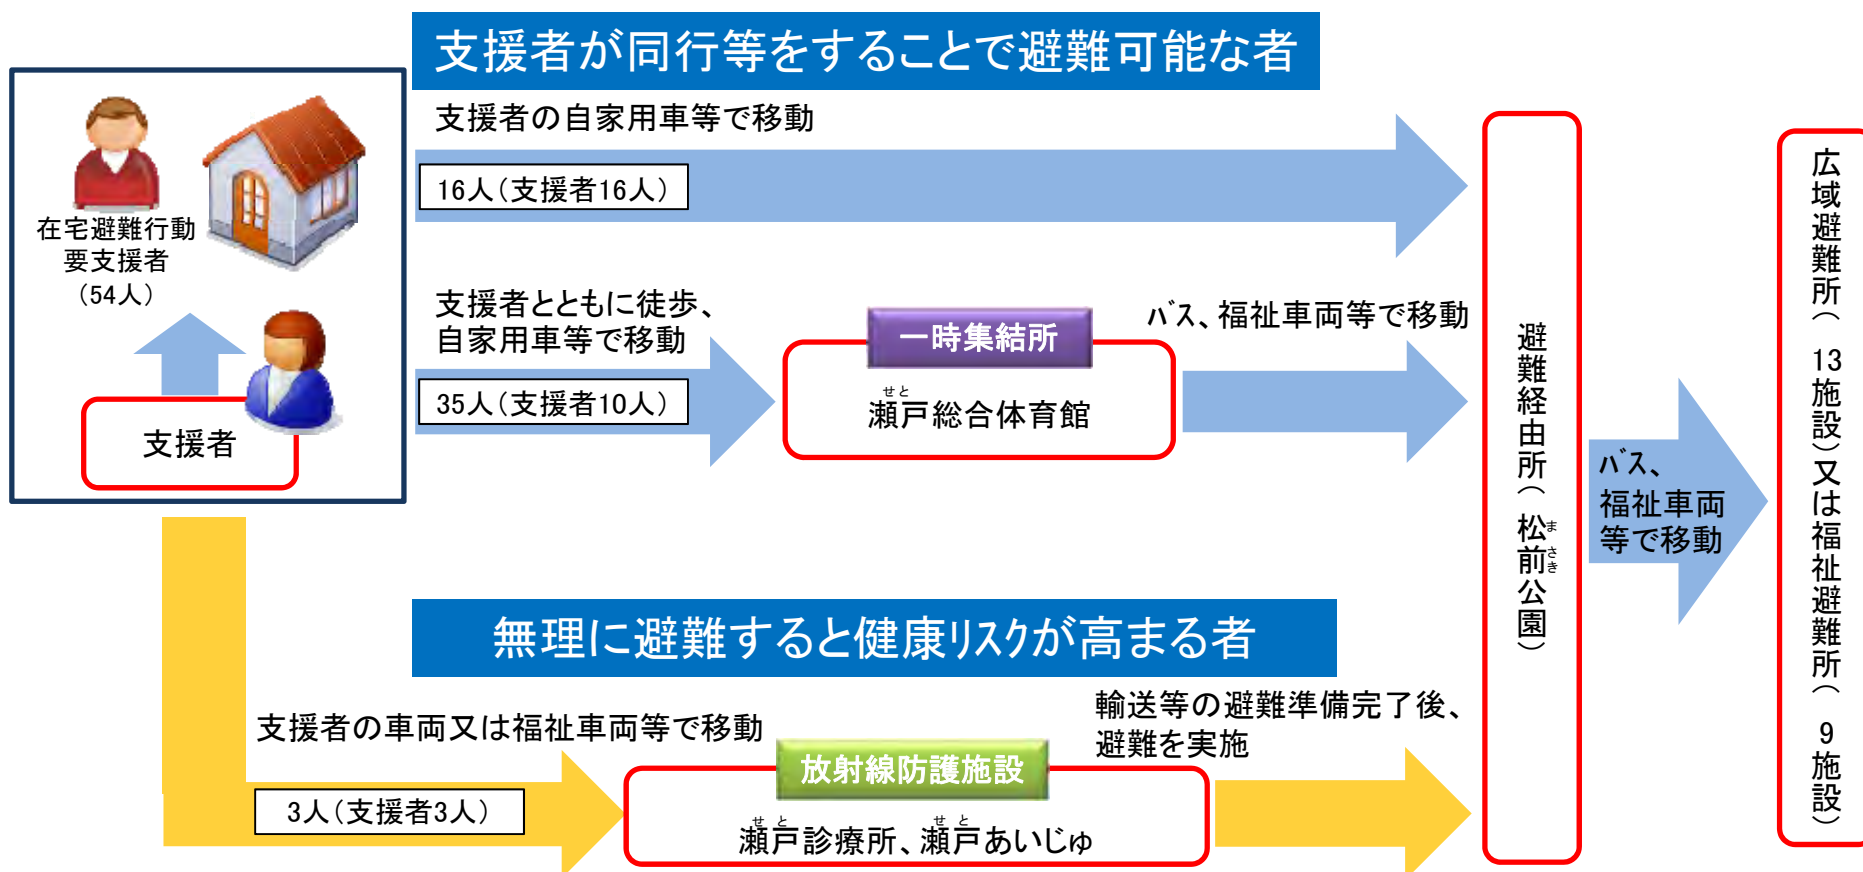 支援者が同行等をすることで避難可能な者
在宅避難行動
要支援者
（54人）
支援者
支援者の自家用車等で移動
16人（支援者16人）
支援者とともに徒歩、
自家用車等で移動
35人（支援者10人）
一時集結所
せと
瀬戸総合体育館
バス、福祉車両等で移動
無理に避難すると健康リスクが高まる者
支援者の車両又は福祉車両等で移動
3人（支援者3人）
放射線防護施設
せと せと
瀬戸診療所、瀬戸あいじゅ
輸送等の避難準備完了後、
避難を実施
避難経由所（松前公園）
まさき
バス、
福祉車両
等で移動
広域避難所（13施設）又は福祉避難所（9施設）